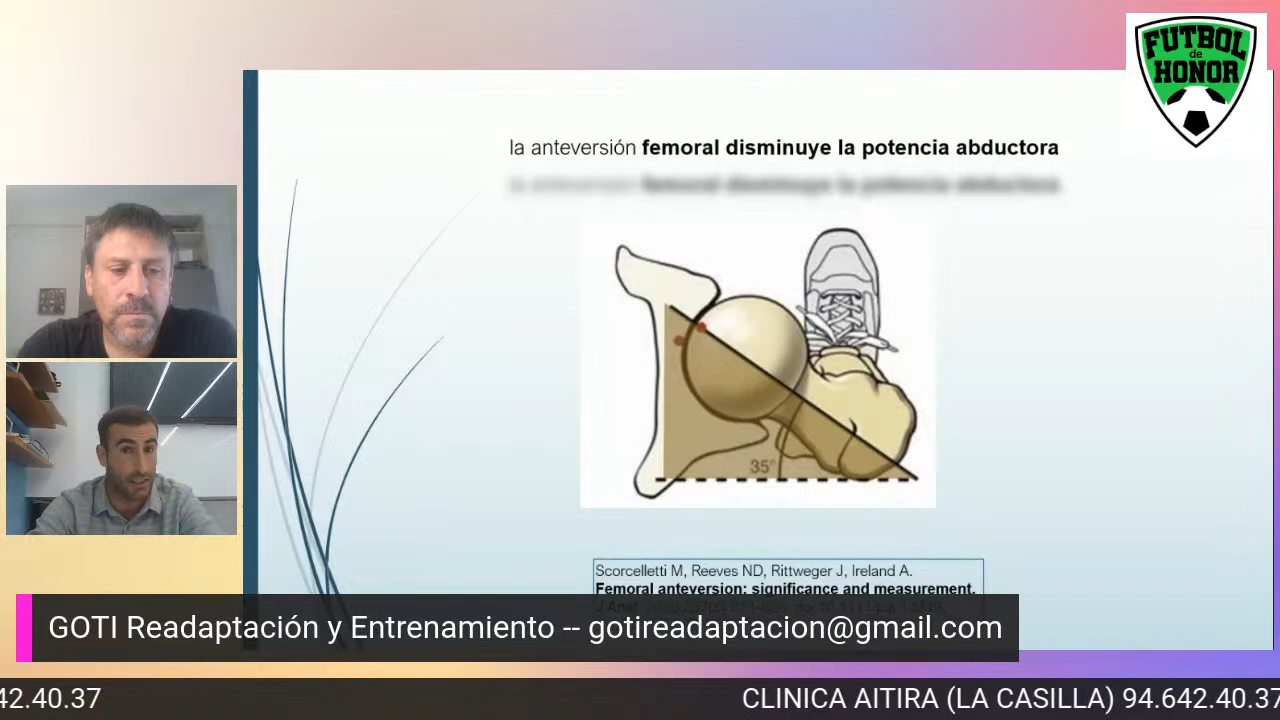 FUTBOL
de
HONOR
la anteversión femoral disminuye la potencia abductora
35°
Scorcelletti M, Reeves ND, Rittweger J, Ireland A.
Femoral anteversion: significance and measurement.
GOTI Readaptación y Entrenamiento -- gotireadaptacion@gmail.com
42.40.37
CLINICA AITIRA (LA CASILLA) 94.642.40.37